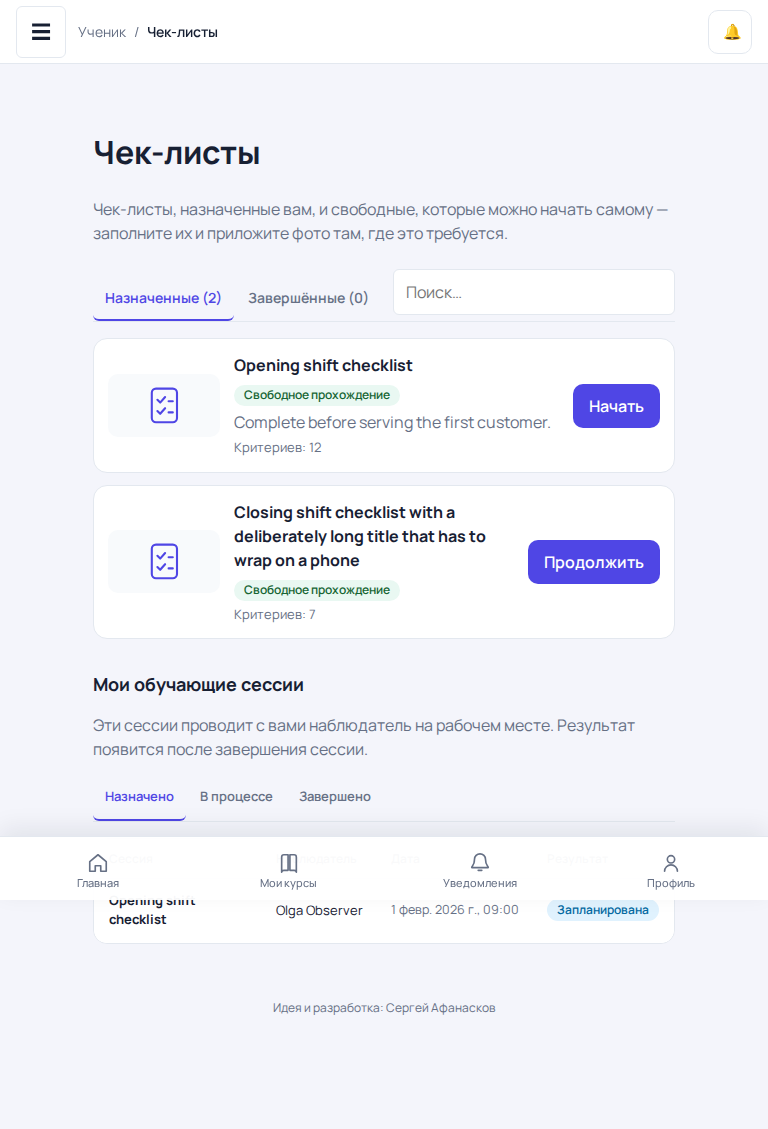 Ученик / Чек-листы
Чек-листы
Чек-листы, назначенные вам, и свободные, которые можно начать самому —
заполните их и приложите фото там, где это требуется.
Назначенные (2)
Завершённые (0)
Поиск...
Opening shift checklist
Свободное прохождение
Complete before serving the first customer.
Критериев: 12
Начать
Closing shift checklist with a
deliberately long title that has to
wrap on a phone
Свободное прохождение
Критериев: 7
Продолжить
Мои обучающие сессии
Эти сессии проводит с вами наблюдатель на рабочем месте. Результат
появится после завершения сессии.
Назначено
В процессе
Завершено
Сессия
Дата
Результат
Главная
Мои курсы
Уведомления
Профиль
Opening shift
checklist
Olga Observer
1 февр. 2026 г., 09:00
Запланирована
Идея и разработка: Сергей Афанасков